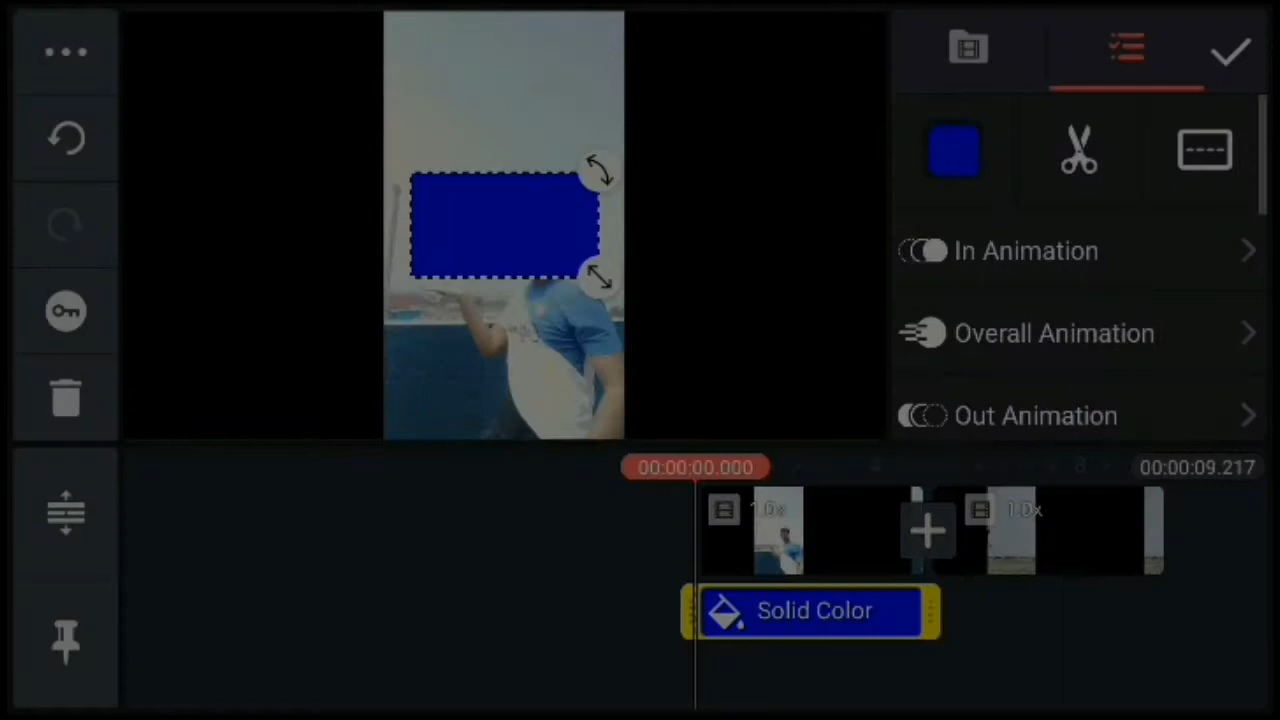 In Animation
Overall Animation
Out Animation
00:00:00.000
00:00:09.217
1.0x
1.0x
Solid Color